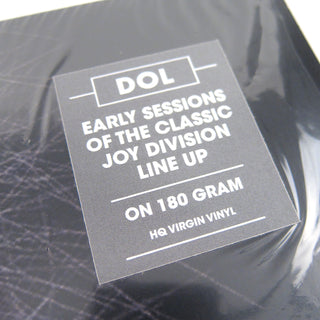 DOL
EARLY SESSIONS
OF THE CLASSIC
JOY DIVISION
LINE UP
ON 180 GRAM
HQ VIRGIN VINYL